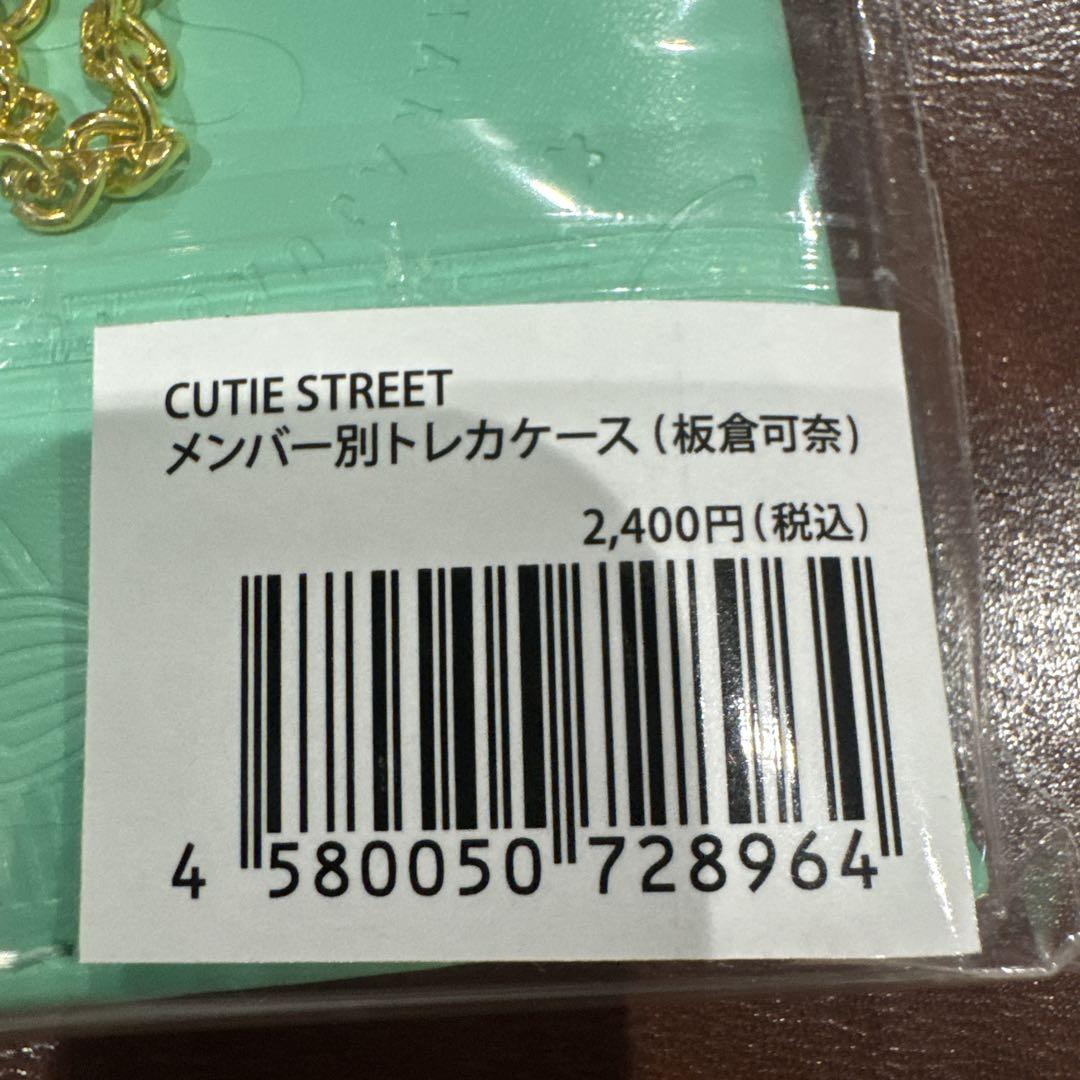 CUTIE STREET
メンバー別トレカケース（板倉可奈）
2,400円（税込）
4 580050 728964